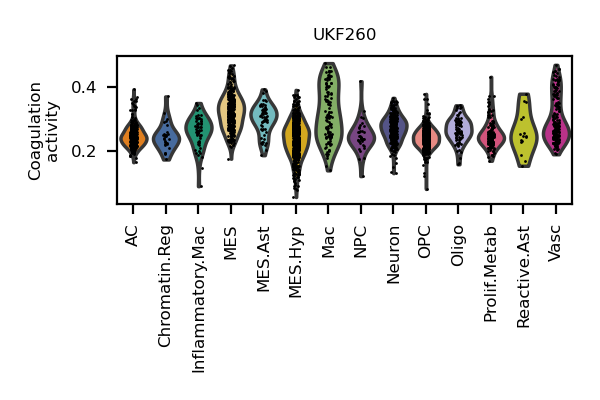 UKF260
Coagulation
activity
0.4
0.2
AC
Chromatin.Reg
Inflammatory.Mac
MES
MES.Ast
MES.Hyp
Mac
NPC
Neuron
OPC
Oligo
Prolif.Metab
Reactive.Ast
Vasc